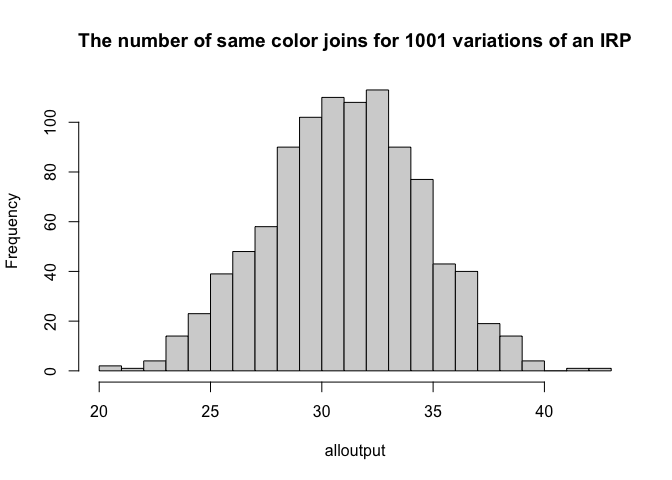 The number of same color joins for 1001 variations of an IRP
Frequency
100
80
60
40
20
0
20 25 30 35 40
alloutput